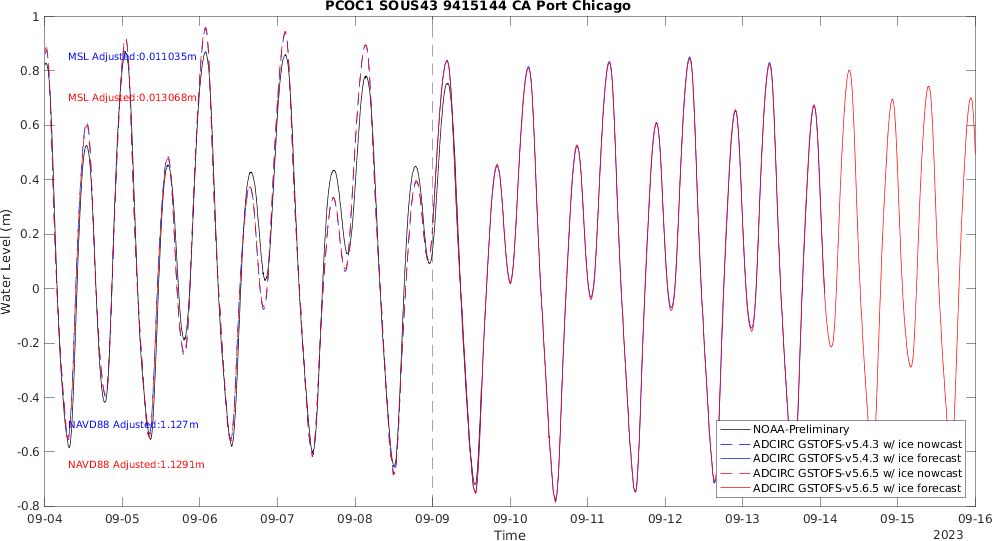 PCOC1 SOUS43 9415144 CA Port Chicago
1
0.8
0.6
0.4
0.2
0
-0.2
-0.4
-0.6
-0.8
Water Level (m)
MSL Adjusted:0.011035m
MSL Adjusted:0.013068m
NAVD88 Adjusted:1.127m
NAVD88 Adjusted:1.1291m
NOAA-Preliminary
ADCIRC GSTOFS-v5.4.3 w/ ice nowcast
ADCIRC GSTOFS-v5.4.3 w/ ice forecast
ADCIRC GSTOFS-v5.6.5 w/ ice nowcast
ADCIRC GSTOFS-v5.6.5 w/ ice forecast
09-04 09-05 09-06 09-07 09-08 09-09 09-10 09-11 09-12 09-13 09-14 09-15 09-16
Time
2023